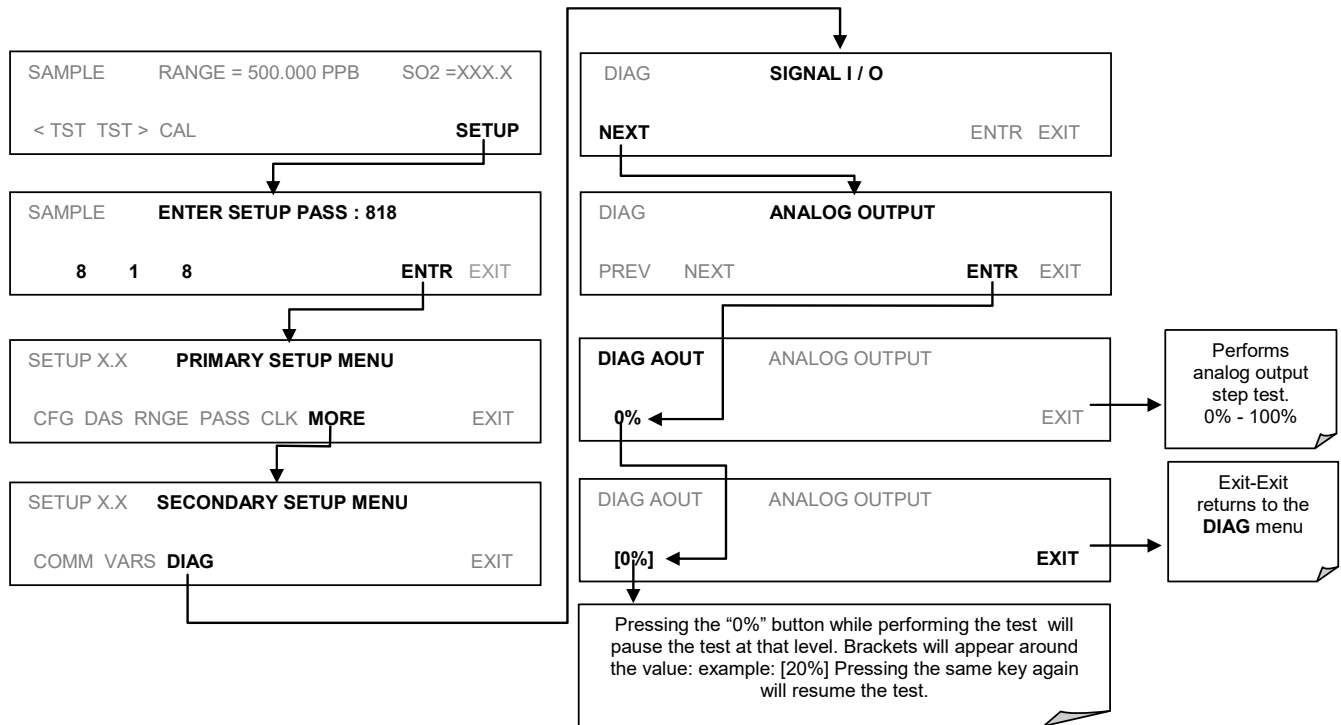 SAMPLE RANGE = 500.000 PPB SO2 =XXX.X
< TST TST > CAL SETUP
SAMPLE ENTER SETUP PASS : 818
8 1 8 ENTR EXIT
SETUP X.X PRIMARY SETUP MENU
CFG DAS RNGE PASS CLK MORE EXIT
SETUP X.X SECONDARY SETUP MENU
COMM VARS DIAG EXIT
DIAG SIGNAL I / O
NEXT ENTR EXIT
DIAG ANALOG OUTPUT
PREV NEXT ENTR EXIT
DIAG AOUT ANALOG OUTPUT
0% EXIT
Performs
analog output
step test.
0% - 100%
DIAG AOUT ANALOG OUTPUT
[0%] EXIT
Exit-Exit
returns to the
DIAG menu
Pressing the “0%” button while performing the test will
pause the test at that level. Brackets will appear around
the value: example: [20%] Pressing the same key again
will resume the test.